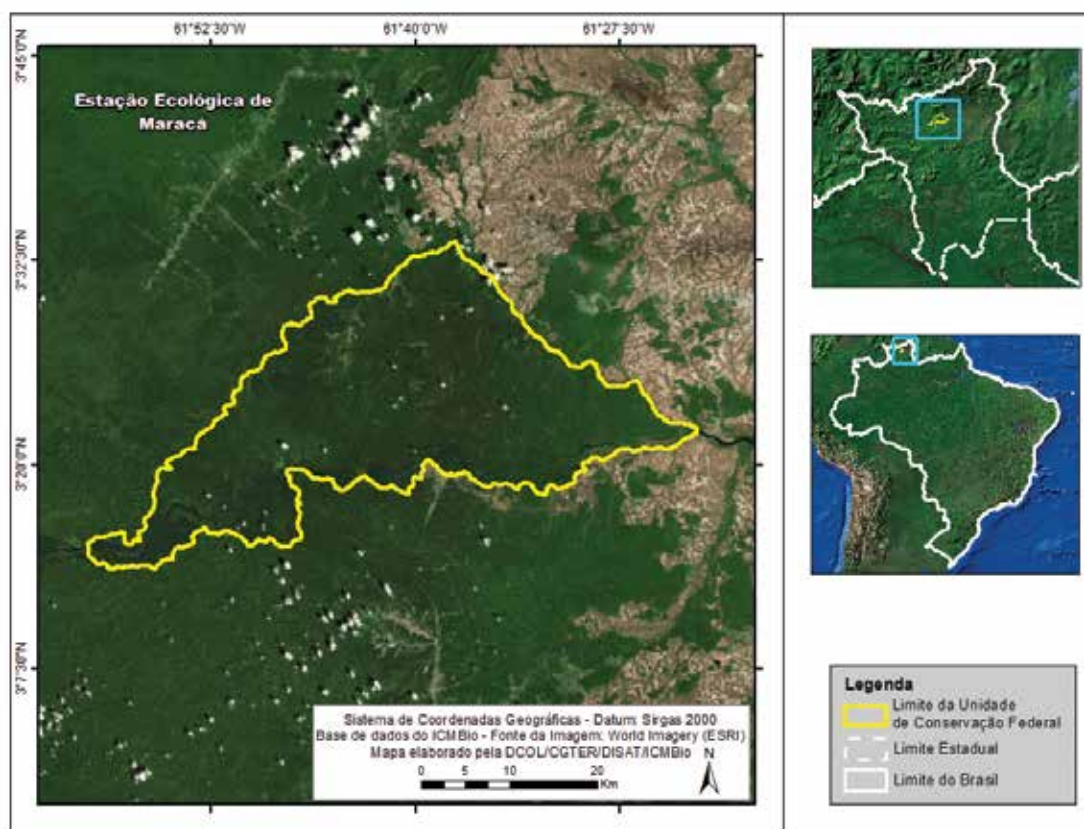 61°52'30"W
61°40'0"W
61°27'30"W
3°45'0"N
3°32'30"N
3°20'0"N
3°7'30"N
Estação Ecológica de
Maracá
Sistema de Coordenadas Geográficas - Datum: Sirgas 2000
Base de dados do ICMBio - Fonte da Imagem: World Imagery (ESRI)
Mapa elaborado pela DCOL/CGTER/DISAT/ICMBio
N
0 5 10 20
Km
Legenda
Limite da Unidade
de Conservação Federal
Limite Estadual
Limite do Brasil